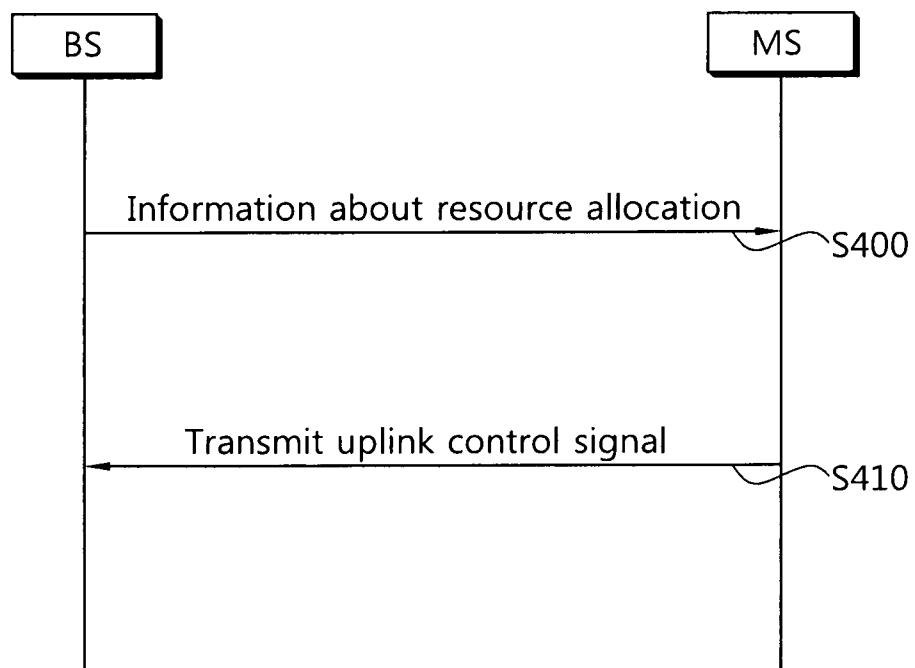 BS
MS
Information about resource allocation
S400
Transmit uplink control signal
S410